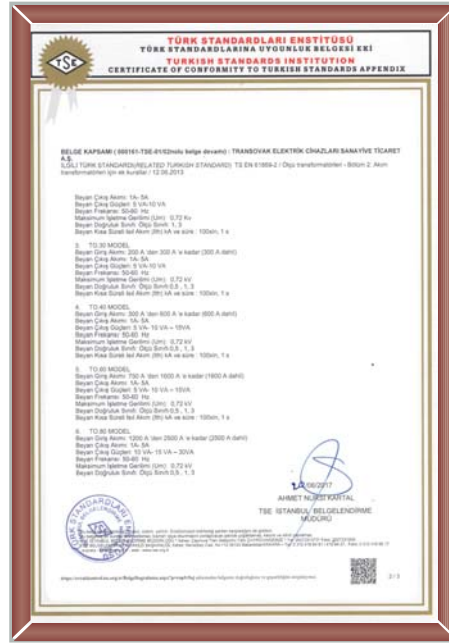 TÜRK STANDARDLARI ENSTİTÜSÜ
TÜRK STANDARDLARINA UYGUNLUK BELGESİ EKİ
TURKISH STANDARDS INSTITUTION
CERTIFICATE OF CONFORMITY TO TURKISH STANDARDS APPENDIX
TSE
BELGE KAPSAMI ( 000161-TSE-01/02nolu belge devamı) : TRANSOVAK ELEKTRİK CİHAZLARI SANAYİVE TİCARET
A.Ş.
İLGİLİ TÜRK STANDARDI(RELATED TURKISH STANDARD): TS EN 61869-2 / Ölçü transformatörleri - Bölüm 2: Akım
transformatörleri için ek kurallar / 12.06.2013
Beyan Çıkış Akımı: 1A- 5A
Beyan Çıkış Güçleri: 5 VA-10 VA
Beyan Frekansı: 50-60 Hz
Maksimum İşletme Gerilimi (Um): 0,72 Kv
Beyan Doğruluk Sınıfı: Ölçü Sınıfı: 1, 3
Beyan Kısa Süreli Isıl Akım (Ith) kA ve süre : 100xIn, 1 s
3. TO.30 MODEL
Beyan Giriş Akımı: 200 A 'dan 300 A 'e kadar (300 A dahil)
Beyan Çıkış Akımı: 1A- 5A
Beyan Çıkış Güçleri: 5 VA-10 VA
Beyan Frekansı: 50-60 Hz
Maksimum İşletme Gerilimi (Um): 0,72 kV
Beyan Doğruluk Sınıfı: Ölçü Sınıfı:0,5 , 1, 3
Beyan Kısa Süreli Isıl Akım (Ith) kA ve süre : 100xIn, 1 s
4. TO.40 MODEL
Beyan Giriş Akımı: 300 A 'den 600 A 'e kadar (600 A dahil)
Beyan Çıkış Akımı: 1A- 5A
Beyan Çıkış Güçleri: 5 VA- 10 VA – 15VA
Beyan Frekansı: 50-60 Hz
Maksimum İşletme Gerilimi (Um): 0,72 kV
Beyan Doğruluk Sınıfı: Ölçü Sınıfı:0,5 , 1, 3
Beyan Kısa Süreli Isıl Akım (Ith) kA ve süre : 100xIn, 1 s
5. TO.60 MODEL
Beyan Giriş Akımı: 750 A 'den 1600 A 'e kadar (1600 A dahil)
Beyan Çıkış Akımı: 1A- 5A
Beyan Çıkış Güçleri: 5 VA- 10 VA – 15VA
Beyan Frekansı: 50-60 Hz
Maksimum İşletme Gerilimi (Um): 0,72 kV
Beyan Doğruluk Sınıfı: Ölçü Sınıfı:0,5 , 1, 3
Beyan Kısa Süreli Isıl Akım (Ith) kA ve süre : 100xIn, 1 s
6. TO.80 MODEL
Beyan Giriş Akımı: 1200 A 'den 2500 A 'e kadar (2500 A dahil)
Beyan Çıkış Akımı: 1A- 5A
Beyan Çıkış Güçleri: 10 VA- 15 VA – 30VA
Beyan Frekansı: 50-60 Hz
Maksimum İşletme Gerilimi (Um): 0,72 kV
Beyan Doğruluk Sınıfı: Ölçü Sınıfı:0,5 , 1, 3
/06/2017
AHMET KARTAL
TSE İSTANBUL BELGELENDİRME
MÜDÜRÜ
TÜRK STANDARDLARI
TSE
2 / 3